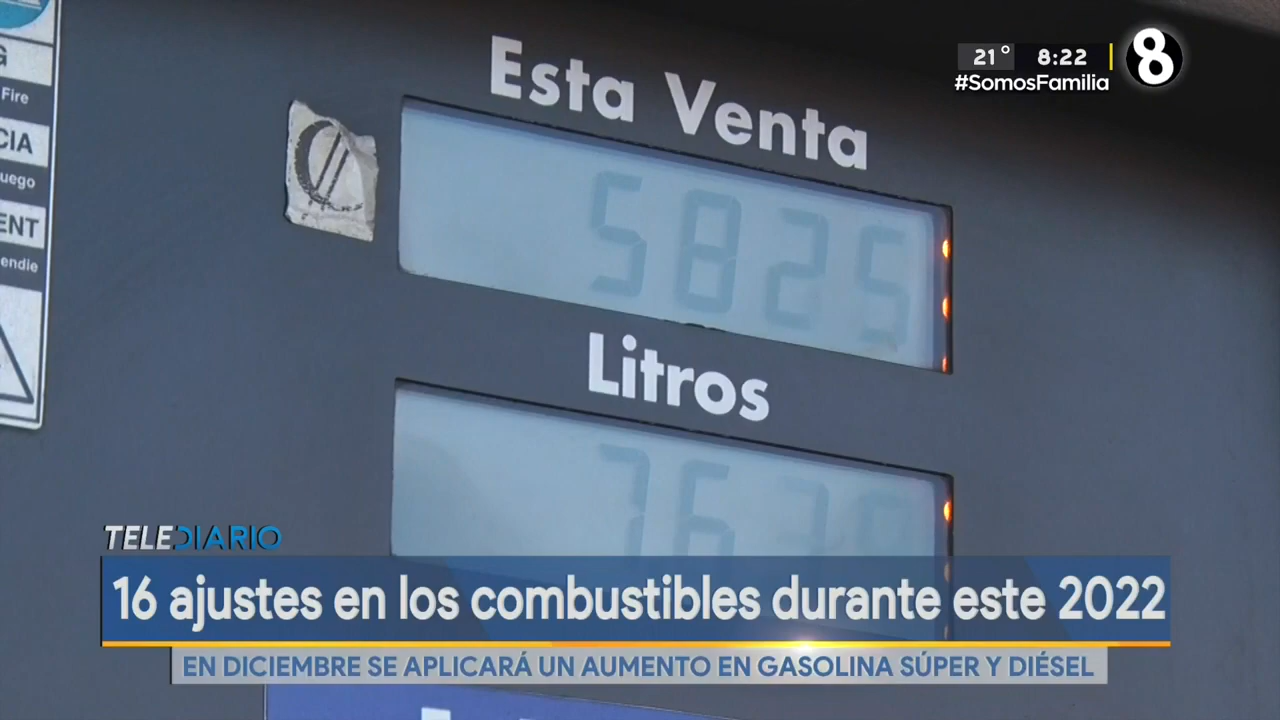 21° 8:22
8
#SomosFamilia
G
Fire
CIA
uego
ENT
endie
₡
Esta Venta
5825
Litros
TELEDIARIO
16 ajustes en los combustibles durante este 2022
EN DICIEMBRE SE APLICARÁ UN AUMENTO EN GASOLINA SÚPER Y DIÉSEL